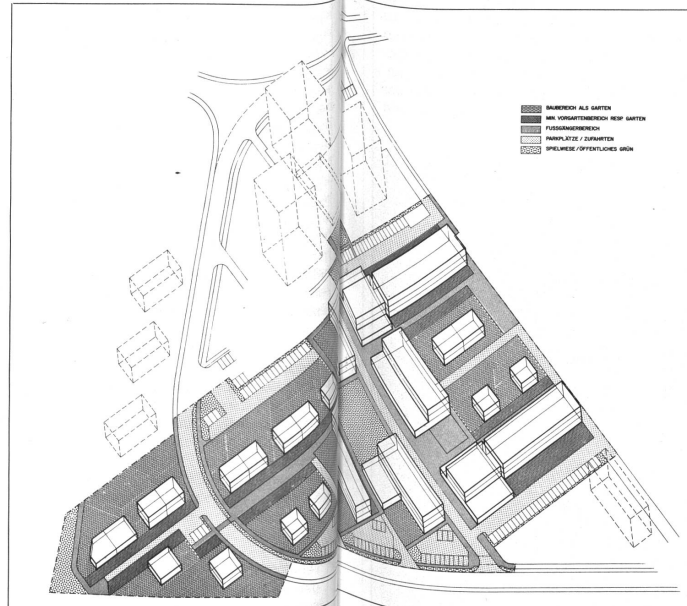 BAUBEREICH ALS GARTEN
MIN. VORGARTENBEREICH RESP GARTEN
FUSSGÄNGERBEREICH
PARKPLÄTZE / ZUFAHRTEN
SPIELWIESE / ÖFFENTLICHES GRÜN